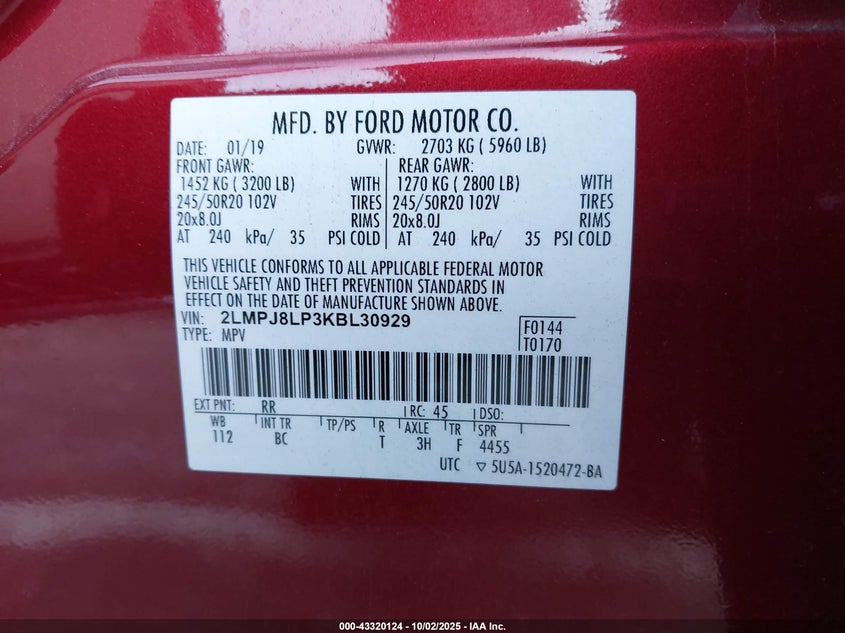 MFD. BY FORD MOTOR CO.
DATE: 01/19 GVWR: 2703 KG ( 5960 LB)
FRONT GAWR: REAR GAWR:
1452 KG ( 3200 LB) WITH 1270 KG ( 2800 LB) WITH
245/50R20 102V TIRES 245/50R20 102V TIRES
20x8.0J RIMS 20x8.0J RIMS
AT 240 kPa/ 35 PSI COLD AT 240 kPa/ 35 PSI COLD
THIS VEHICLE CONFORMS TO ALL APPLICABLE FEDERAL MOTOR
VEHICLE SAFETY AND THEFT PREVENTION STANDARDS IN
EFFECT ON THE DATE OF MANUFACTURE SHOWN ABOVE.
VIN: 2LMPJ8LP3KBL30929 F0144
TYPE: MPV T0170
EXT PNT: RR RC: 45 DSO:
WB INT TR TP/PS R AXLE TR SPR
112 BC T 3H F 4455
UTC ▽ 5U5A-1520472-BA
000-43320124 - 10/02/2025 - IAA Inc.